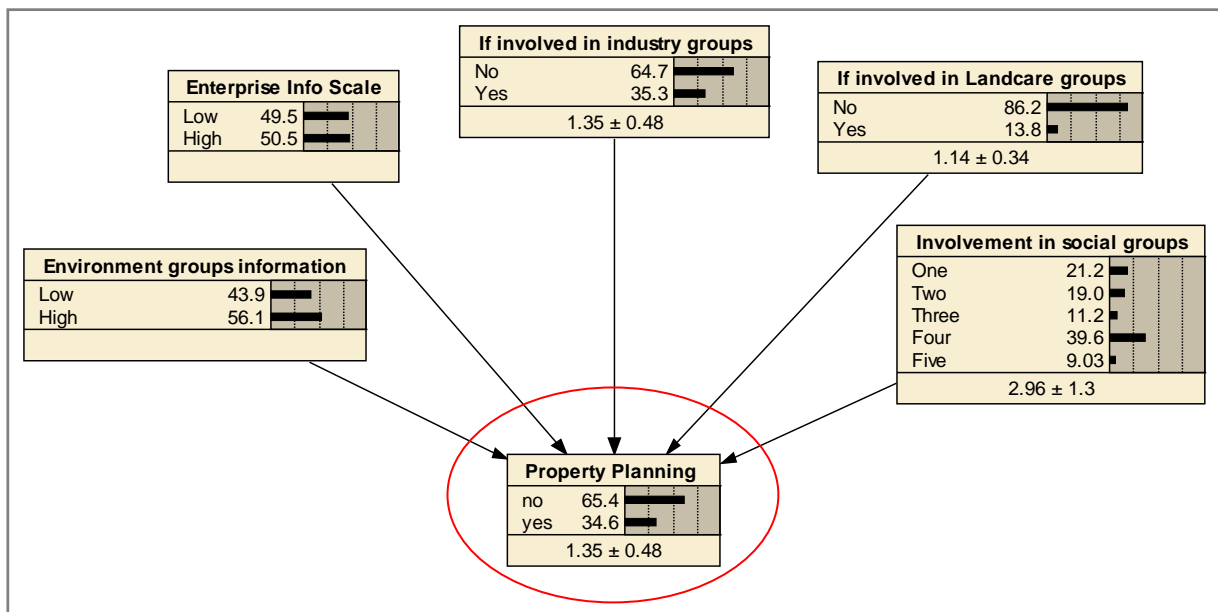 If involved in industry groups
No 64.7
Yes 35.3
1.35 ± 0.48
If involved in Landcare groups
No 86.2
Yes 13.8
1.14 ± 0.34
Enterprise Info Scale
Low 49.5
High 50.5
Environment groups information
Low 43.9
High 56.1
Involvement in social groups
One 21.2
Two 19.0
Three 11.2
Four 39.6
Five 9.03
2.96 ± 1.3
Property Planning
no 65.4
yes 34.6
1.35 ± 0.48